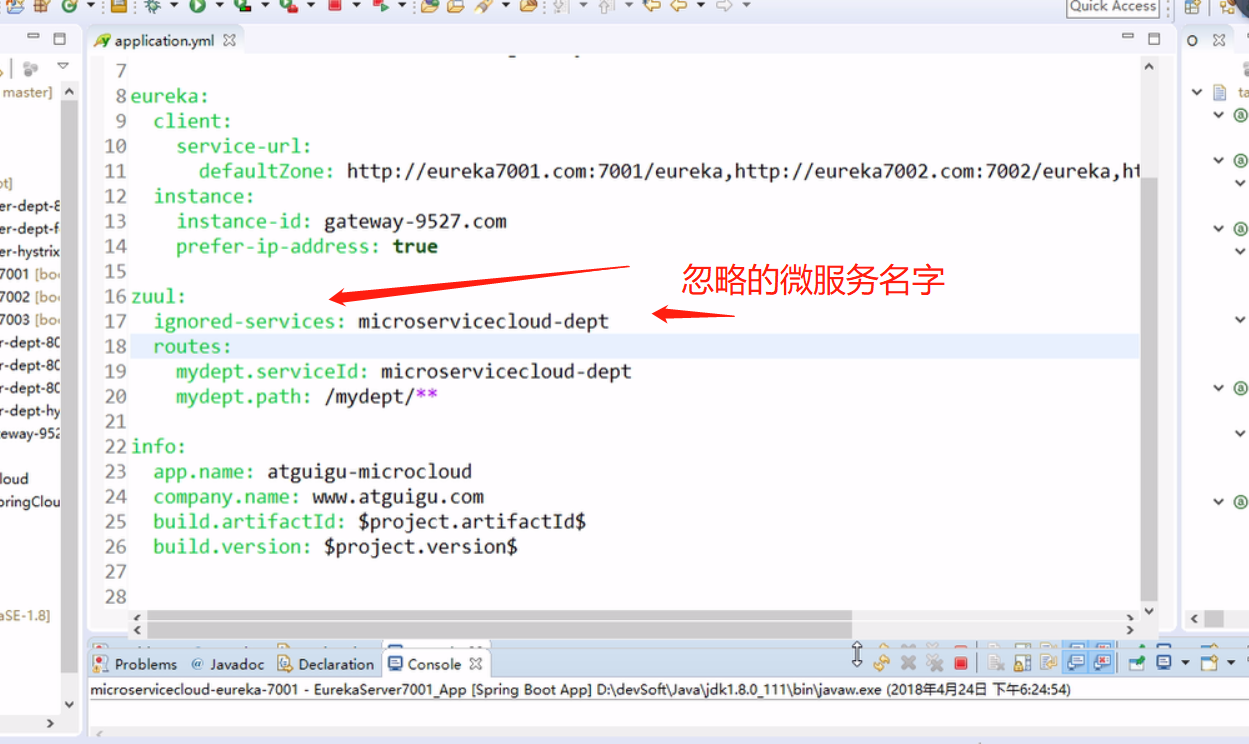 Quick Access
application.yml
master]
7
8 eureka:
9 client:
10 service-url:
11 defaultZone: http://eureka7001.com:7001/eureka,http://eureka7002.com:7002/eureka,ht
12 instance:
13 instance-id: gateway-9527.com
14 prefer-ip-address: true
15
忽略的微服务名字
16 zuul:
17 ignored-services: microservicecloud-dept
18 routes:
19 mydept.serviceId: microservicecloud-dept
20 mydept.path: /mydept/**
21
22 info:
23 app.name: atguigu-microcloud
24 company.name: www.atguigu.com
25 build.artifactId: $project.artifactId$
26 build.version: $project.version$
27
28
er-dept-8
er-dept-f
er-hystrix
7001 [bo
7002 [bo
7003 [bo
r-dept-80
r-dept-80
r-dept-80
r-dept-hy
eway-952
loud
pringClou
aSE-1.8]
Problems @ Javadoc Declaration Console
microservicecloud-eureka-7001 - EurekaServer7001_App [Spring Boot App] D:\devSoft\Java\jdk1.8.0_111\bin\javaw.exe (2018年4月24日 下午6:24:54)